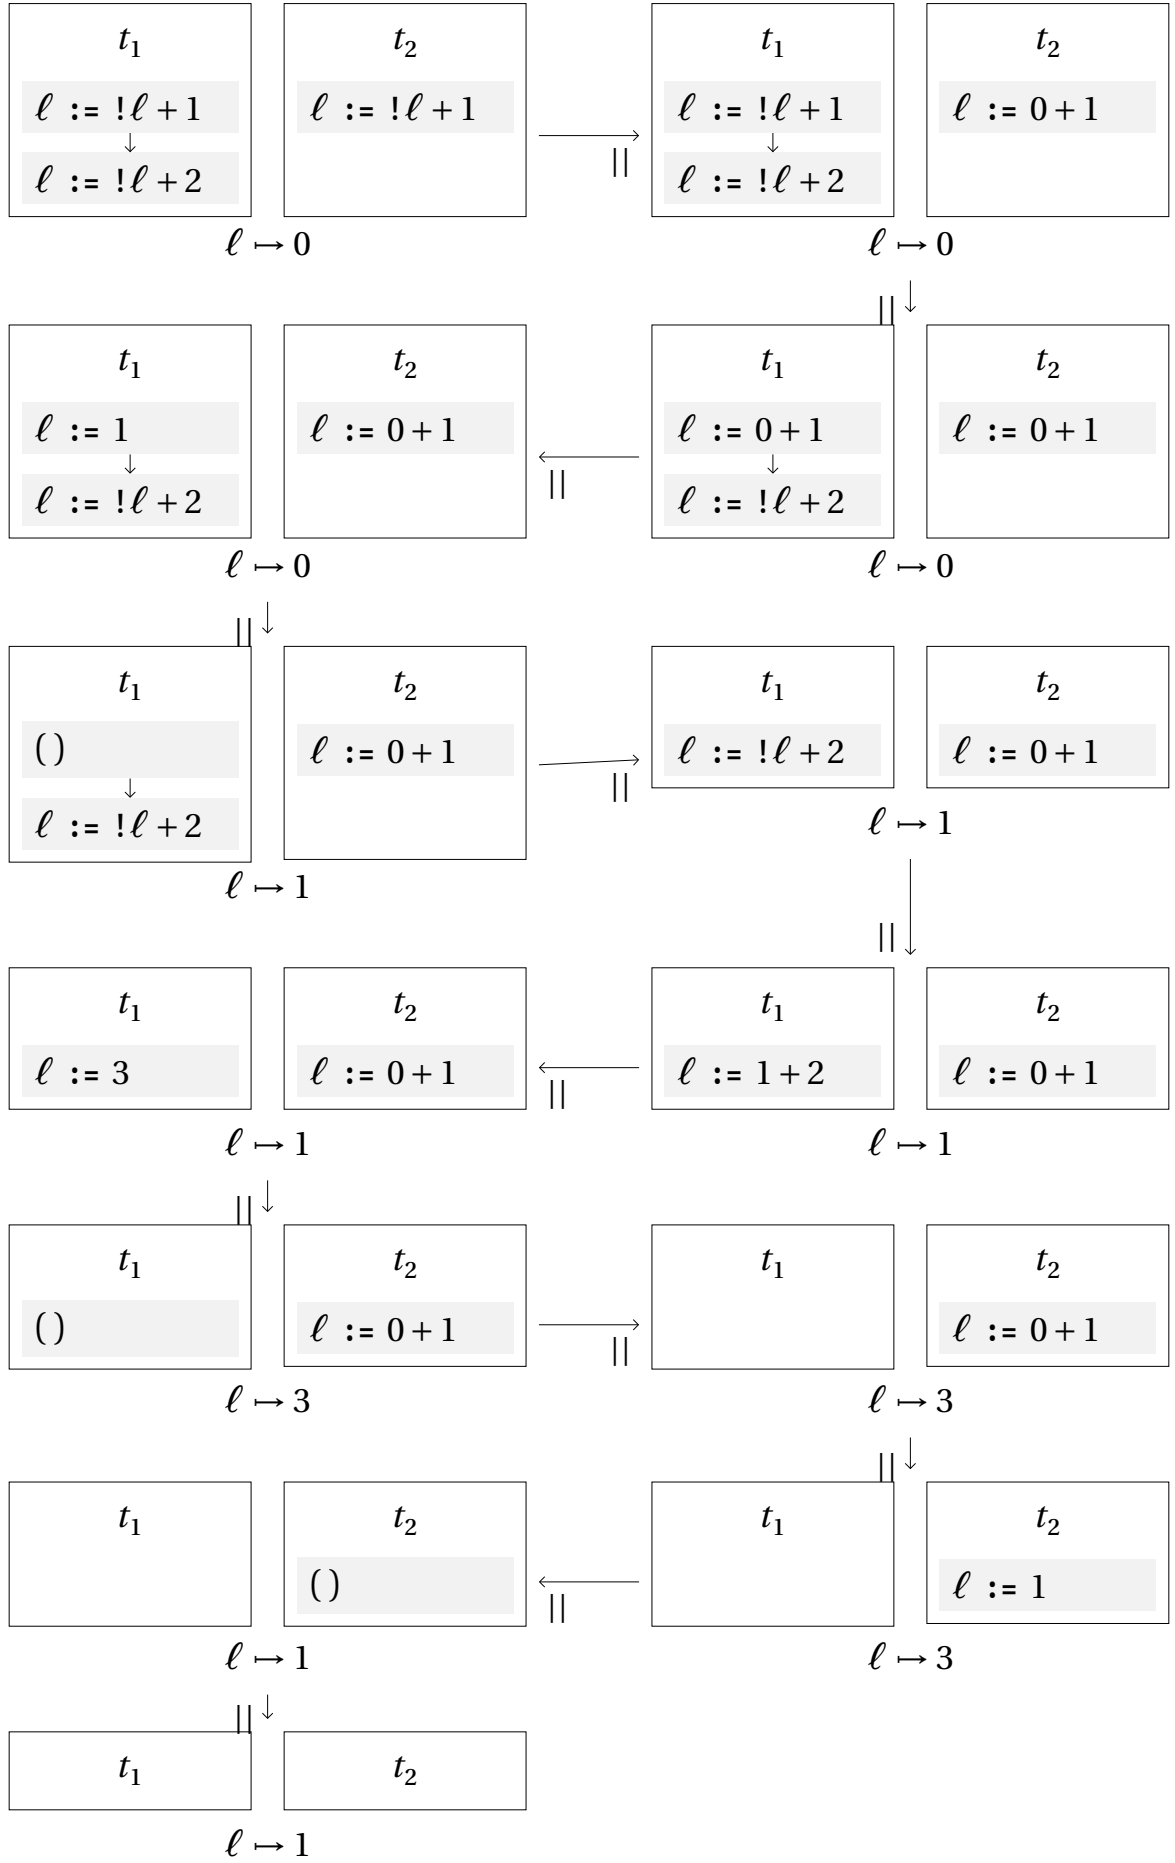 t₁ t₂ t₁ t₂
ℓ := !ℓ + 1 ℓ := !ℓ + 1 ℓ := !ℓ + 1 ℓ := 0 + 1
||
ℓ := !ℓ + 2 ℓ := !ℓ + 2
ℓ ↦ 0 ℓ ↦ 0
||
t₁ t₂ t₁ t₂
ℓ := 1 ℓ := 0 + 1 ℓ := 0 + 1 ℓ := 0 + 1
||
ℓ := !ℓ + 2 ℓ := !ℓ + 2
ℓ ↦ 0 ℓ ↦ 0
||
t₁ t₂ t₁ t₂
() ℓ := 0 + 1 ℓ := !ℓ + 2 ℓ := 0 + 1
||
ℓ := !ℓ + 2 ℓ ↦ 1
ℓ ↦ 1
||
t₁ t₂ t₁ t₂
ℓ := 3 ℓ := 0 + 1 ℓ := 1 + 2 ℓ := 0 + 1
||
ℓ ↦ 1 ℓ ↦ 1
||
t₁ t₂ t₁ t₂
() ℓ := 0 + 1 ℓ := 0 + 1
||
ℓ ↦ 3 ℓ ↦ 3
||
t₁ t₂ t₁ t₂
() ℓ := 1
||
ℓ ↦ 1 ℓ ↦ 3
||
t₁ t₂
ℓ ↦ 1